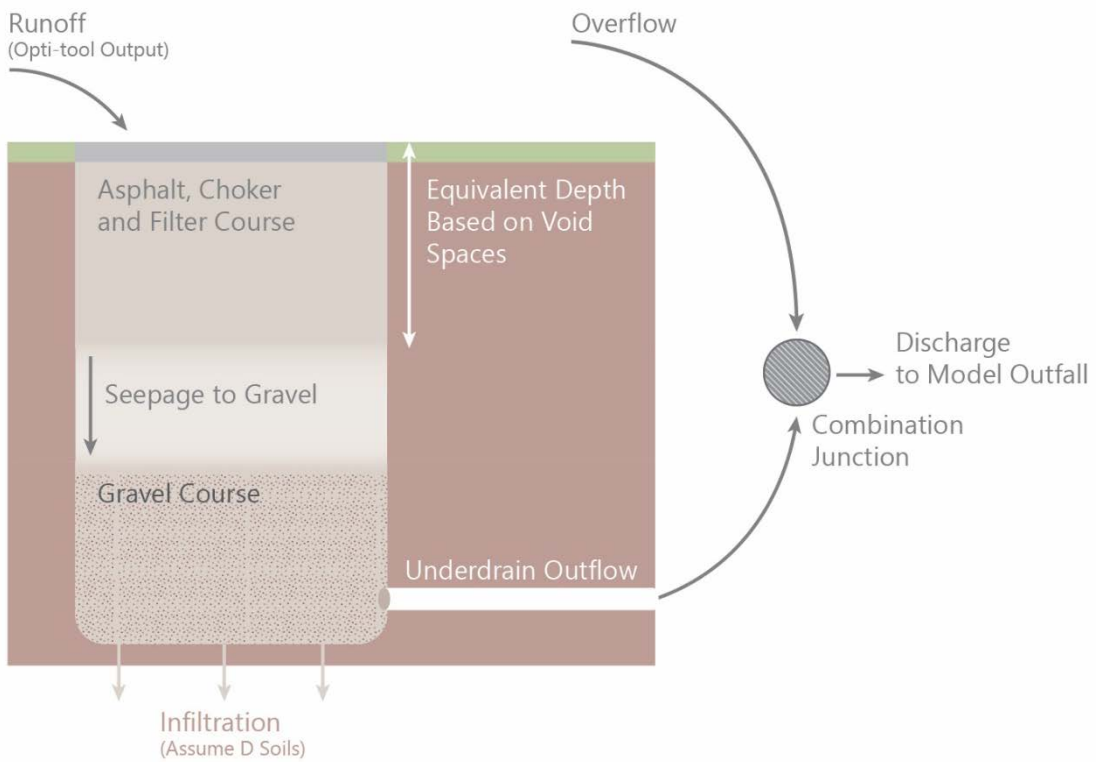 Runoff
(Opti-tool Output)
Overflow
Asphalt, Choker
and Filter Course
Equivalent Depth
Based on Void
Spaces
Seepage to Gravel
Discharge
to Model Outfall
Combination
Junction
Gravel Course
Underdrain Outflow
Infiltration
(Assume D Soils)